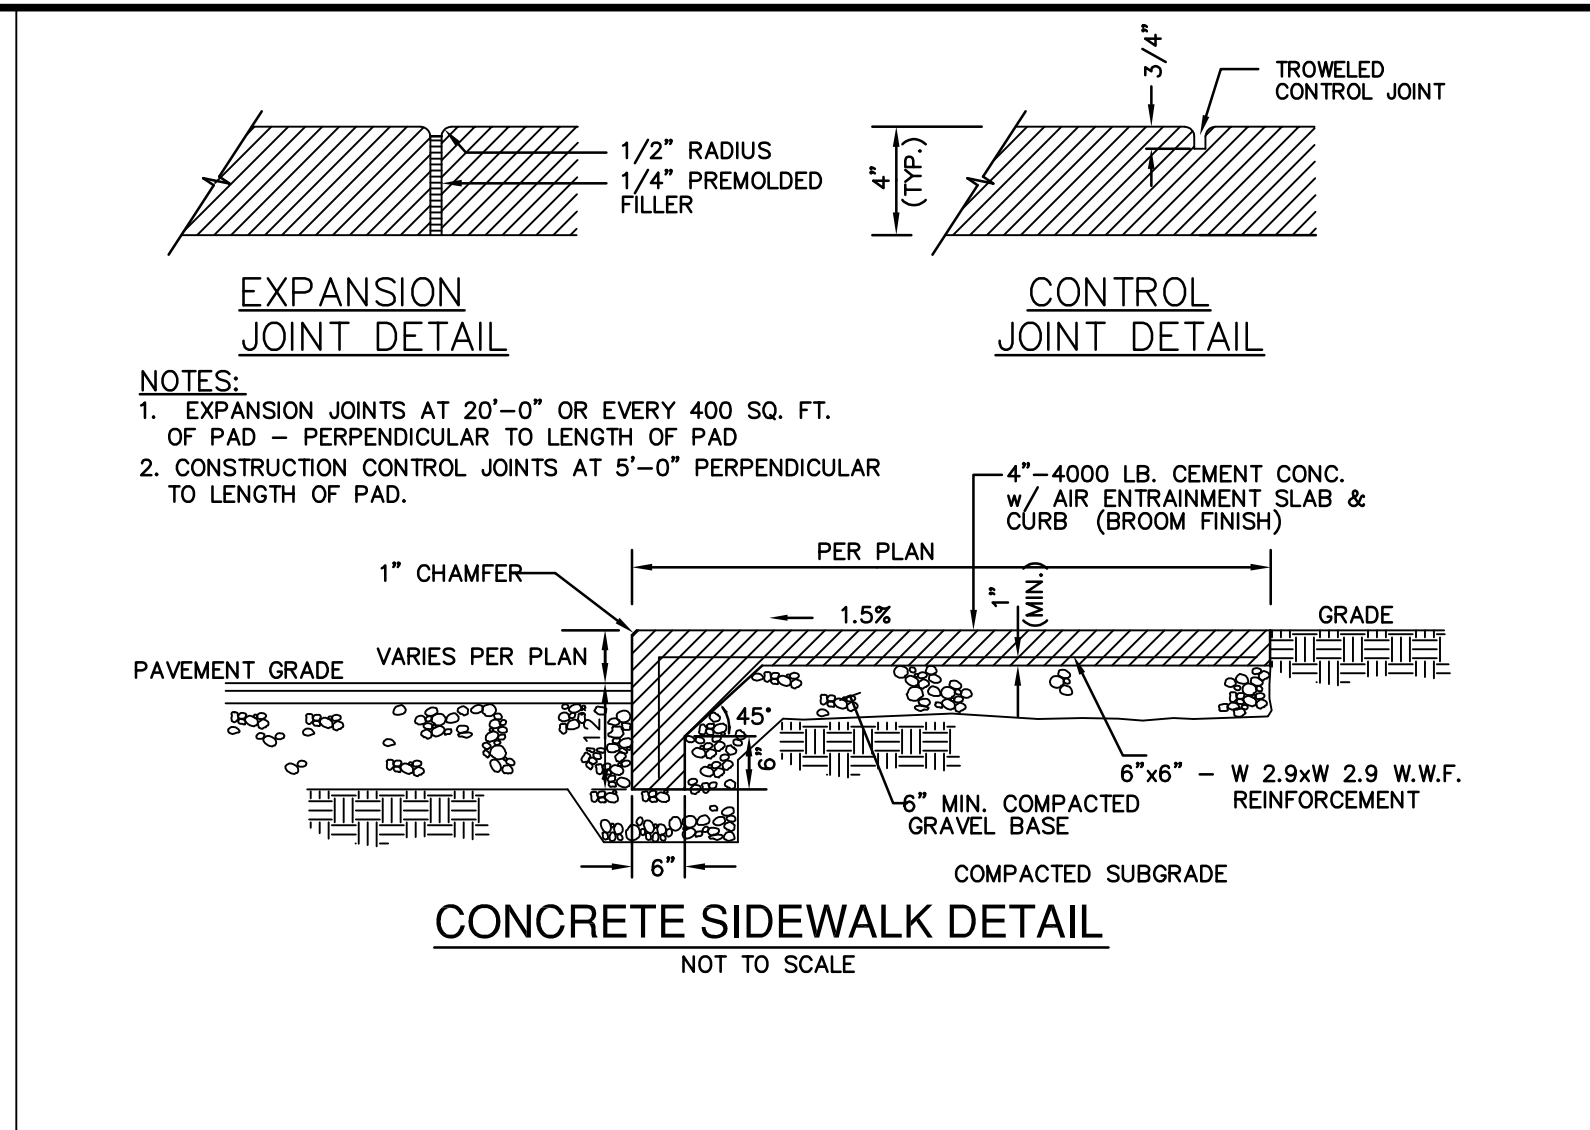 3/4"
TROWELED
CONTROL JOINT
1/2" RADIUS
1/4" PREMOLDED
FILLER
4"
(TYP.)
EXPANSION
JOINT DETAIL
CONTROL
JOINT DETAIL
NOTES:
1. EXPANSION JOINTS AT 20'-0" OR EVERY 400 SQ. FT.
OF PAD – PERPENDICULAR TO LENGTH OF PAD
2. CONSTRUCTION CONTROL JOINTS AT 5'-0" PERPENDICULAR
TO LENGTH OF PAD.
4"-4000 LB. CEMENT CONC.
w/ AIR ENTRAINMENT SLAB &
CURB (BROOM FINISH)
PER PLAN
1" CHAMFER
1"
(MIN.)
1.5%
GRADE
VARIES PER PLAN
PAVEMENT GRADE
12"
45°
6"
6"x6" – W 2.9xW 2.9 W.W.F.
REINFORCEMENT
6" MIN. COMPACTED
GRAVEL BASE
6"
COMPACTED SUBGRADE
CONCRETE SIDEWALK DETAIL
NOT TO SCALE